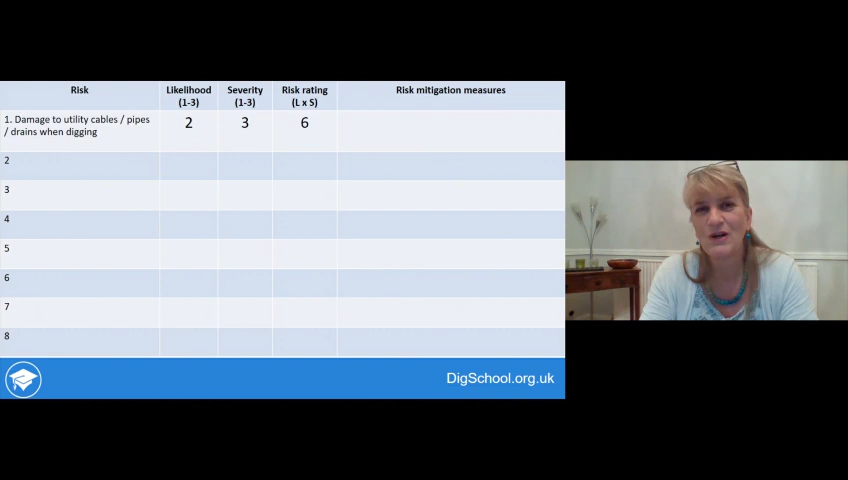 Risk
Likelihood
(1-3)
Severity
(1-3)
Risk rating
(L x S)
Risk mitigation measures
1. Damage to utility cables / pipes
/ drains when digging
2
3
6
2
3
4
5
6
7
8
DigSchool.org.uk